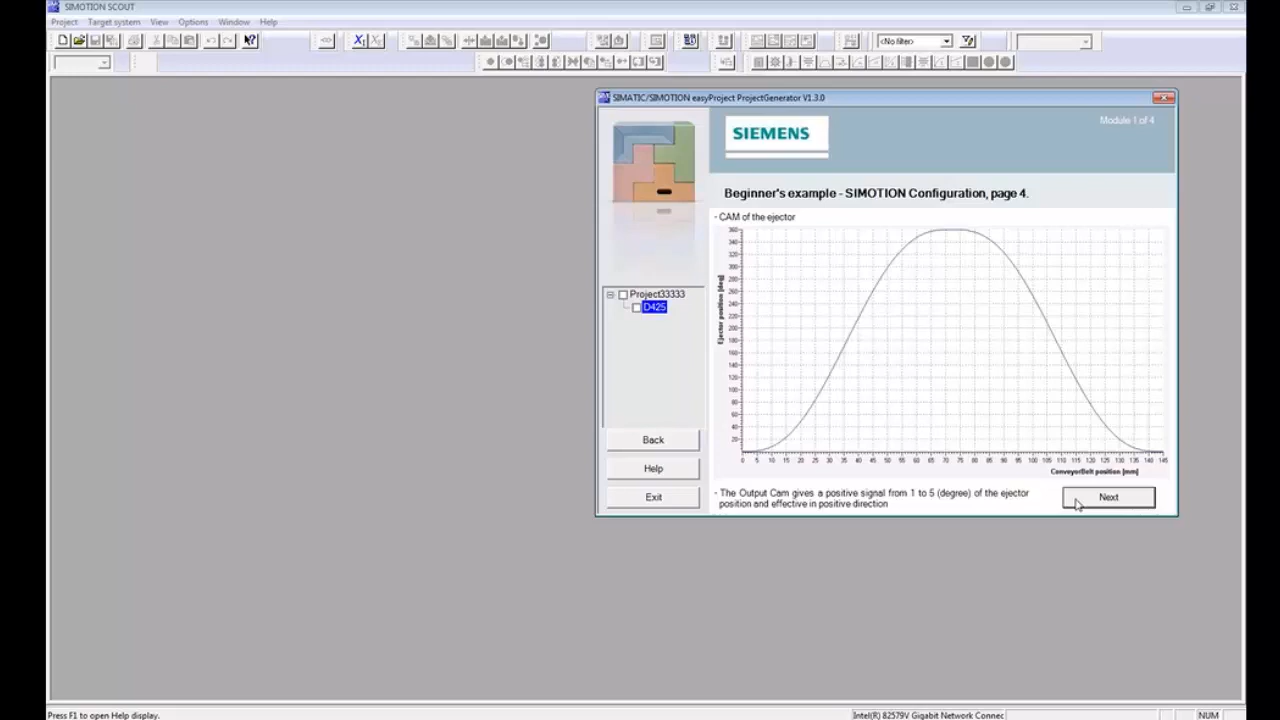 SIMOTION SCOUT
Project Target system View Options Window Help
<No filter>
SIMATIC/SIMOTION easyProject ProjectGenerator V1.3.0
SIEMENS
Module 1 of 4
Beginner's example - SIMOTION Configuration, page 4.
- CAM of the ejector
Ejector position [deg]
360
340
320
300
280
260
240
220
200
180
160
140
120
100
80
60
40
20
0 5 10 15 20 25 30 35 40 45 50 55 60 65 70 75 80 85 90 95 100 105 110 115 120 125 130 135 140 145
ConveyorBelt position [mm]
Project33333
D425
Back
Help
Exit
- The Output Cam gives a positive signal from 1 to 5 (degree) of the ejector
position and effective in positive direction
Next
Press F1 to open Help display.
Intel(R) 82579V Gigabit Network Connec
NUM